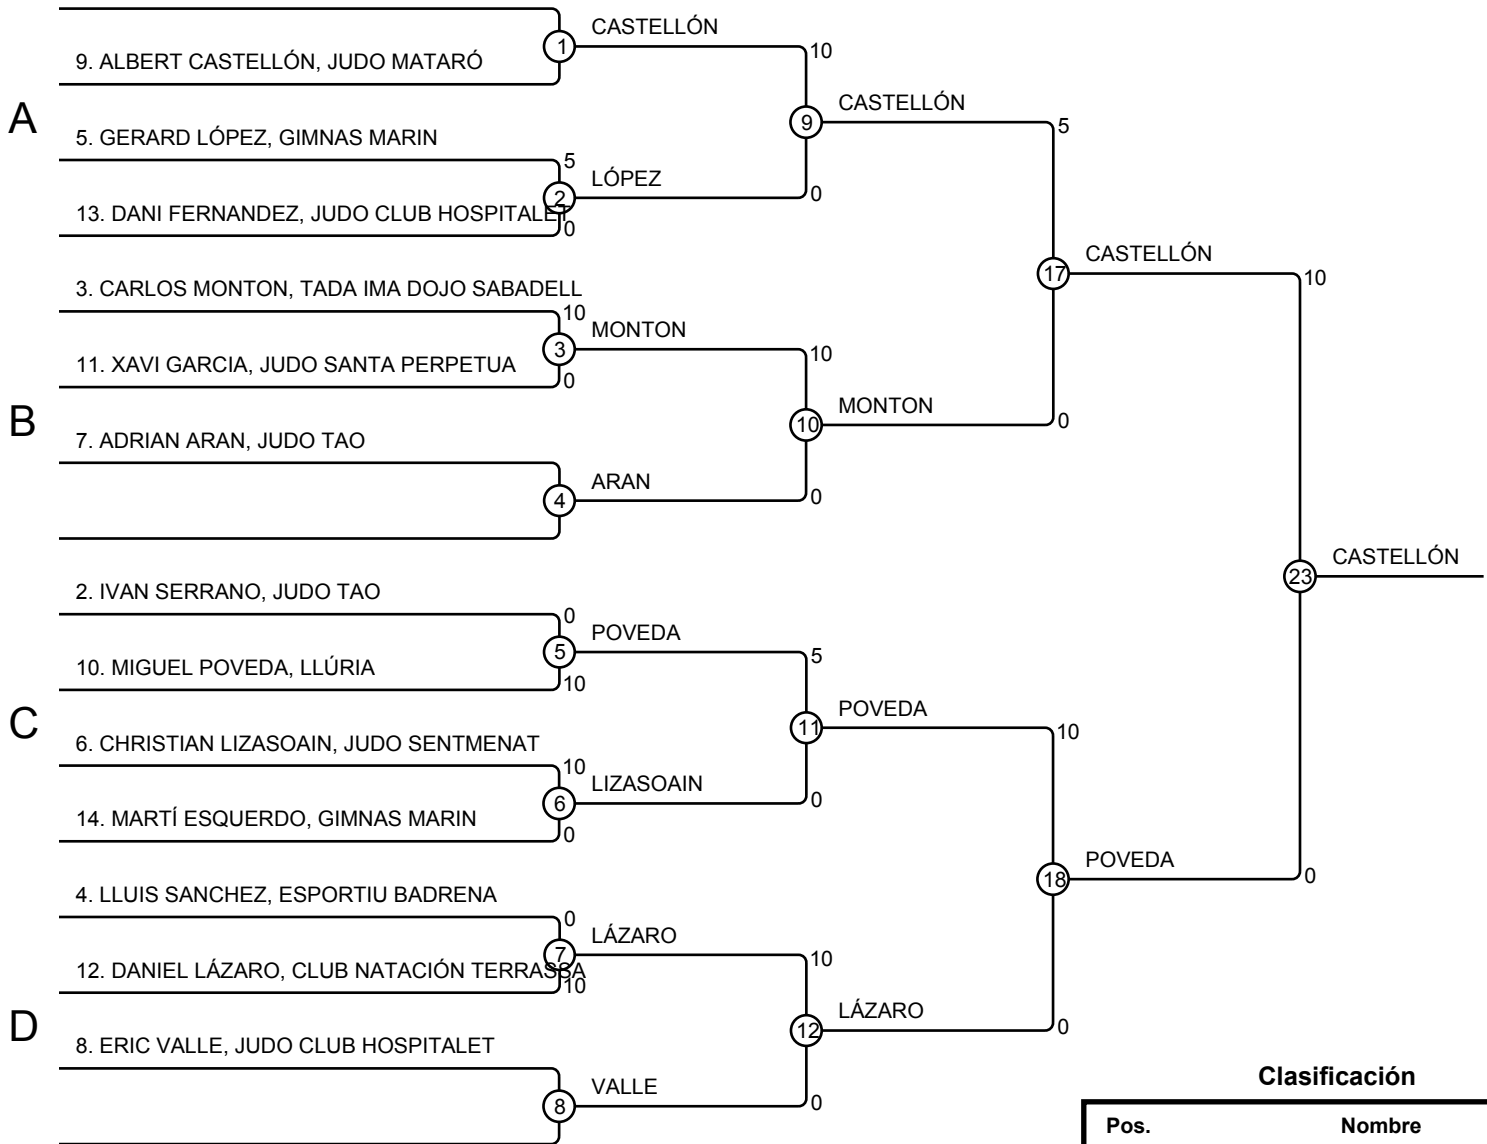 CASTELLÓN
1
10
9. ALBERT CASTELLÓN, JUDO MATARÓ
CASTELLÓN
A
9
5
5. GERARD LÓPEZ, GIMNAS MARIN
5
LÓPEZ
2
0
13. DANI FERNANDEZ, JUDO CLUB HOSPITALET
0
CASTELLÓN
17
10
3. CARLOS MONTON, TADA IMA DOJO SABADELL
10
MONTON
3
10
11. XAVI GARCIA, JUDO SANTA PERPETUA
0
MONTON
B
10
0
7. ADRIAN ARAN, JUDO TAO
ARAN
4
0
CASTELLÓN
23
2. IVAN SERRANO, JUDO TAO
0
POVEDA
5
5
10. MIGUEL POVEDA, LLÚRIA
10
POVEDA
C
11
10
6. CHRISTIAN LIZASOAIN, JUDO SENTMENAT
10
LIZASOAIN
6
0
14. MARTÍ ESQUERDO, GIMNAS MARIN
0
POVEDA
18
0
4. LLUIS SANCHEZ, ESPORTIU BADRENA
0
LÁZARO
7
10
12. DANIEL LÁZARO, CLUB NATACIÓN TERRASSA
10
LÁZARO
D
12
0
8. ERIC VALLE, JUDO CLUB HOSPITALET
VALLE
8
0
Clasificación
Pos. Nombre